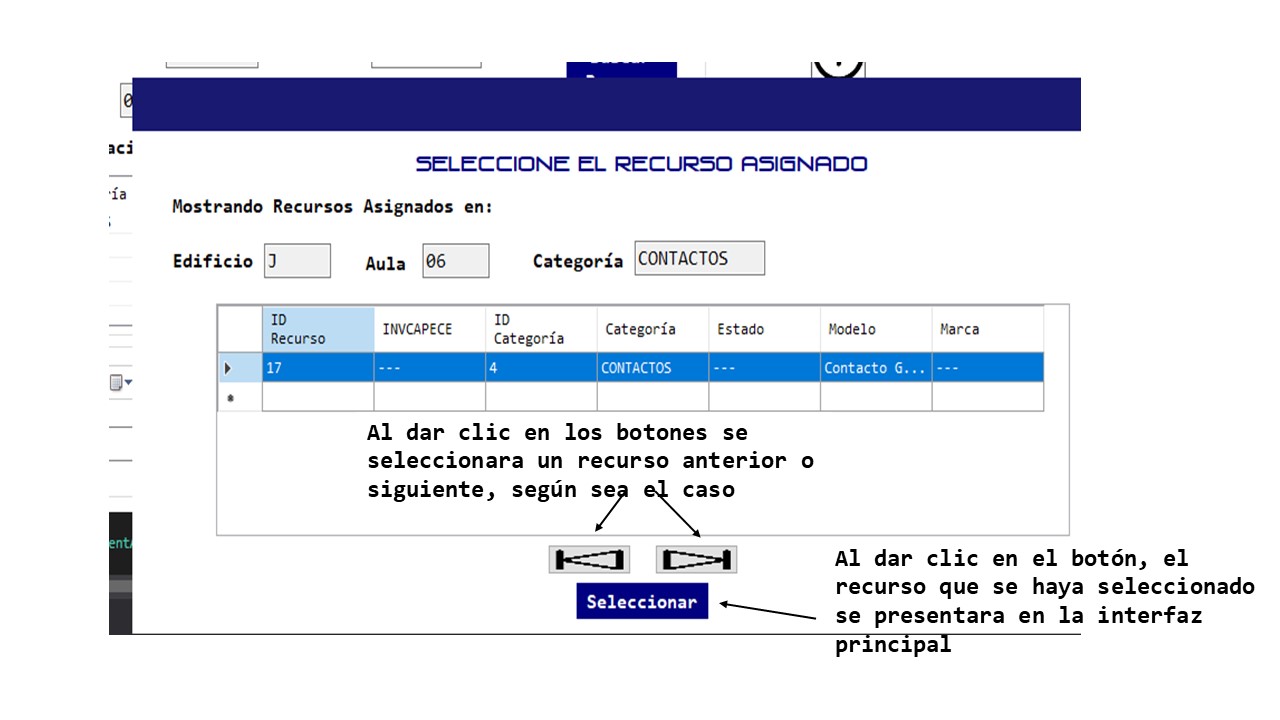 0
aci
ía
SELECCIONE EL RECURSO ASIGNADO
Mostrando Recursos Asignados en:
Edificio J Aula 06 Categoría CONTACTOS
ID Recurso INVCAPECE ID Categoría Categoría Estado Modelo Marca
17 --- 4 CONTACTOS --- Contacto G... ---
Al dar clic en los botones se
seleccionara un recurso anterior o
siguiente, según sea el caso
ent
Seleccionar
Al dar clic en el botón, el
recurso que se haya seleccionado
se presentara en la interfaz
principal